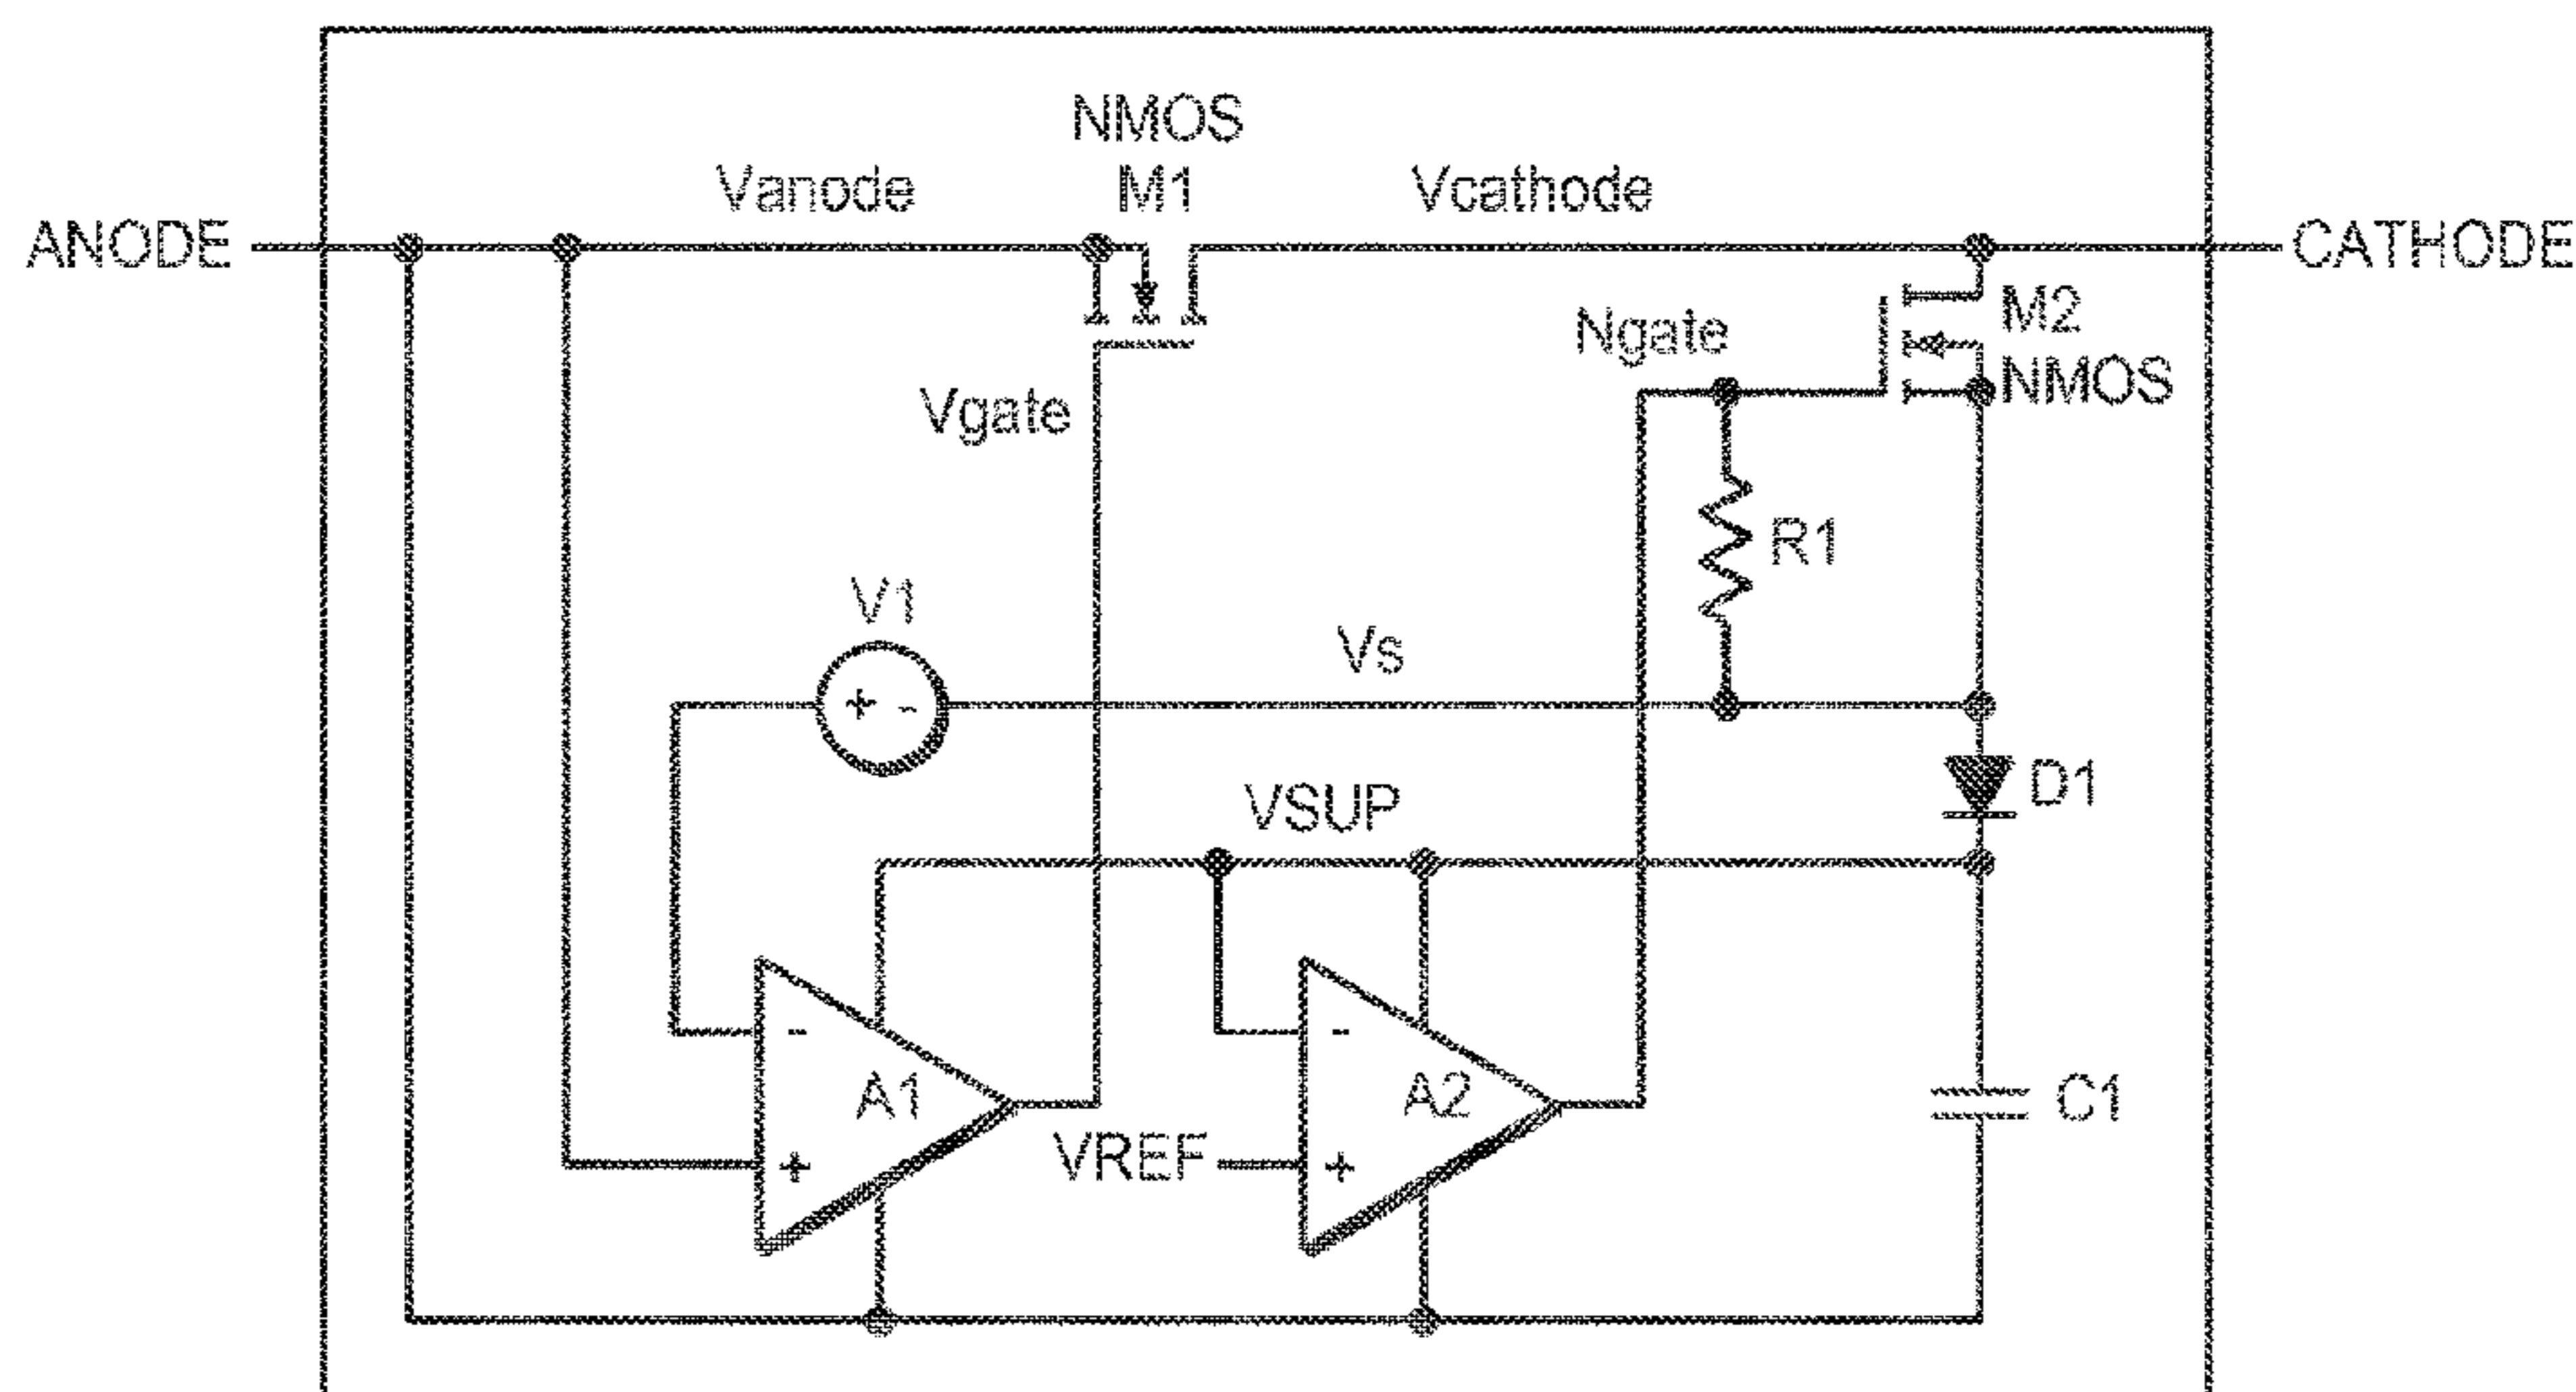 NMOS
Vanode M1 Vcathode
ANODE CATHODE
M2
Ngate
NMOS
Vgate
R1
V1
+ -
Vs
D1
VSUP
- -
A1 A2 C1
VREF
+ +